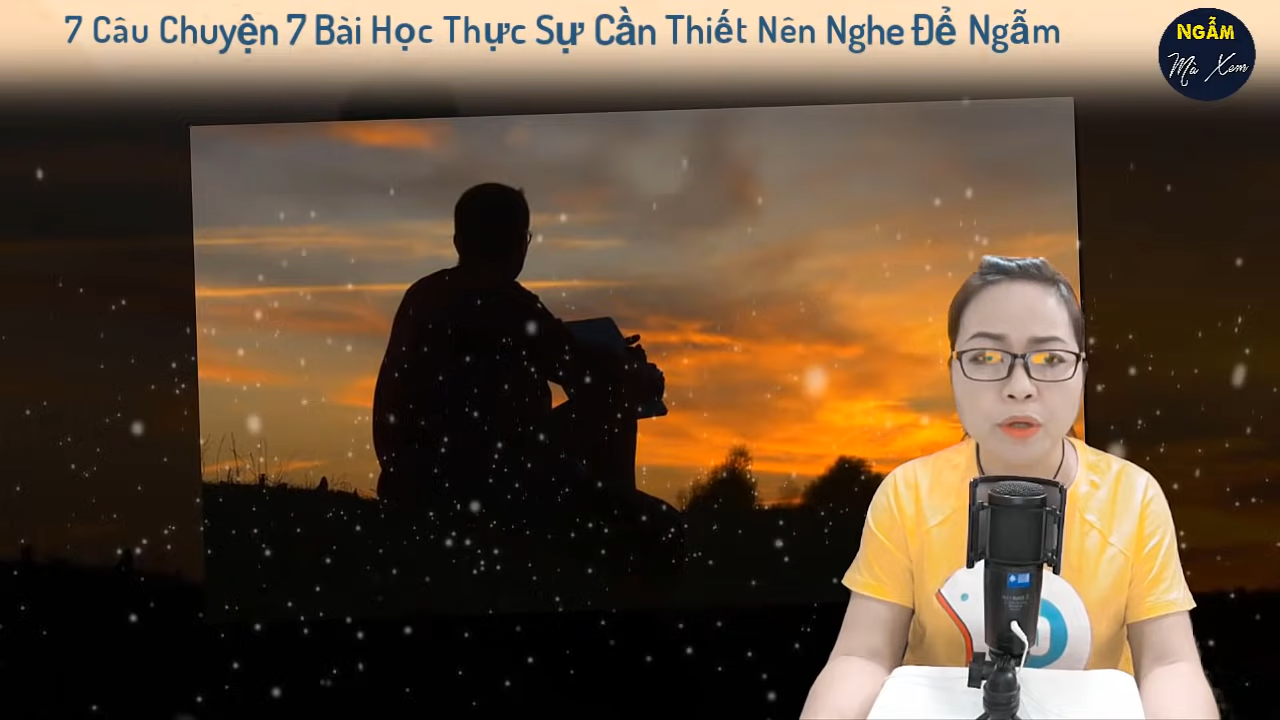 7 Câu Chuyện 7 Bài Học Thực Sự Cần Thiết Nên Nghe Để Ngẫm
NGẪM
Mà Xem